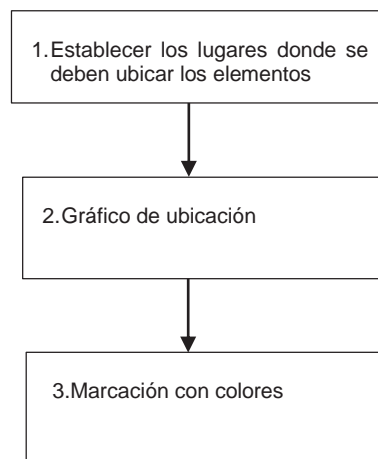 1.Establecer los lugares donde se
deben ubicar los elementos
2.Gráfico de ubicación
3.Marcación con colores